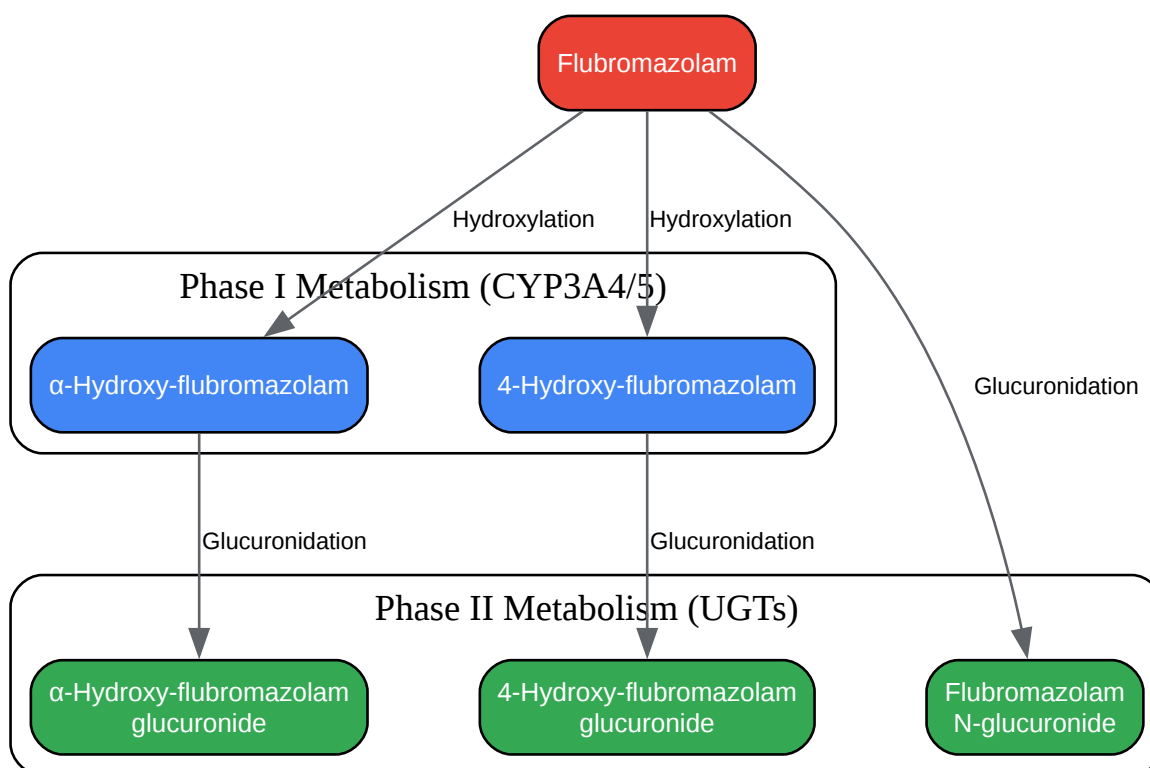 Flubromazolam
Hydroxylation
Hydroxylation
Phase I Metabolism (CYP3A4/5)
α-Hydroxy-flubromazolam
4-Hydroxy-flubromazolam
Glucuronidation
Glucuronidation
Glucuronidation
Phase II Metabolism (UGTs)
α-Hydroxy-flubromazolam
glucuronide
4-Hydroxy-flubromazolam
glucuronide
Flubromazolam
N-glucuronide